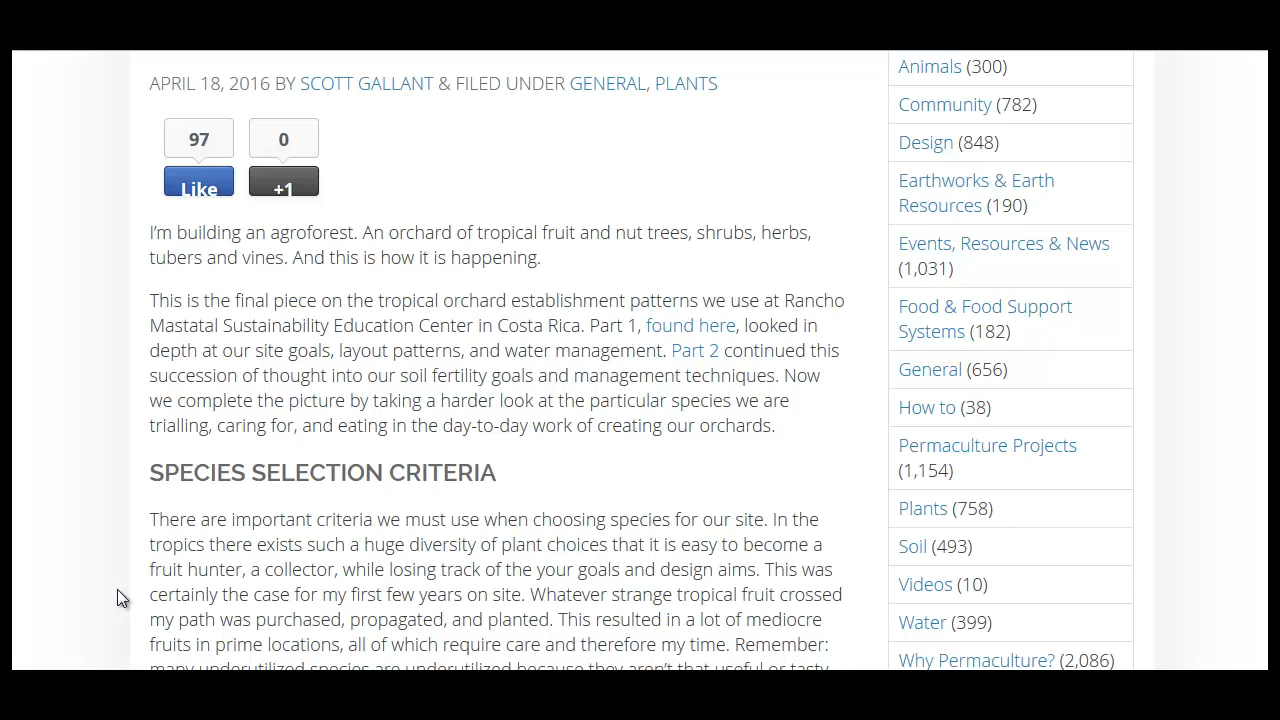 APRIL 18, 2016 BY SCOTT GALLANT & FILED UNDER GENERAL, PLANTS
97
0
Like
+1
I’m building an agroforest. An orchard of tropical fruit and nut trees, shrubs, herbs,
tubers and vines. And this is how it is happening.
This is the final piece on the tropical orchard establishment patterns we use at Rancho
Mastatal Sustainability Education Center in Costa Rica. Part 1, found here, looked in
depth at our site goals, layout patterns, and water management. Part 2 continued this
succession of thought into our soil fertility goals and management techniques. Now
we complete the picture by taking a harder look at the particular species we are
trialling, caring for, and eating in the day-to-day work of creating our orchards.
SPECIES SELECTION CRITERIA
There are important criteria we must use when choosing species for our site. In the
tropics there exists such a huge diversity of plant choices that it is easy to become a
fruit hunter, a collector, while losing track of the your goals and design aims. This was
certainly the case for my first few years on site. Whatever strange tropical fruit crossed
my path was purchased, propagated, and planted. This resulted in a lot of mediocre
fruits in prime locations, all of which require care and therefore my time. Remember:
many underutilized species are underutilized because they aren’t that useful or tasty
Animals (300)
Community (782)
Design (848)
Earthworks & Earth
Resources (190)
Events, Resources & News
(1,031)
Food & Food Support
Systems (182)
General (656)
How to (38)
Permaculture Projects
(1,154)
Plants (758)
Soil (493)
Videos (10)
Water (399)
Why Permaculture? (2,086)